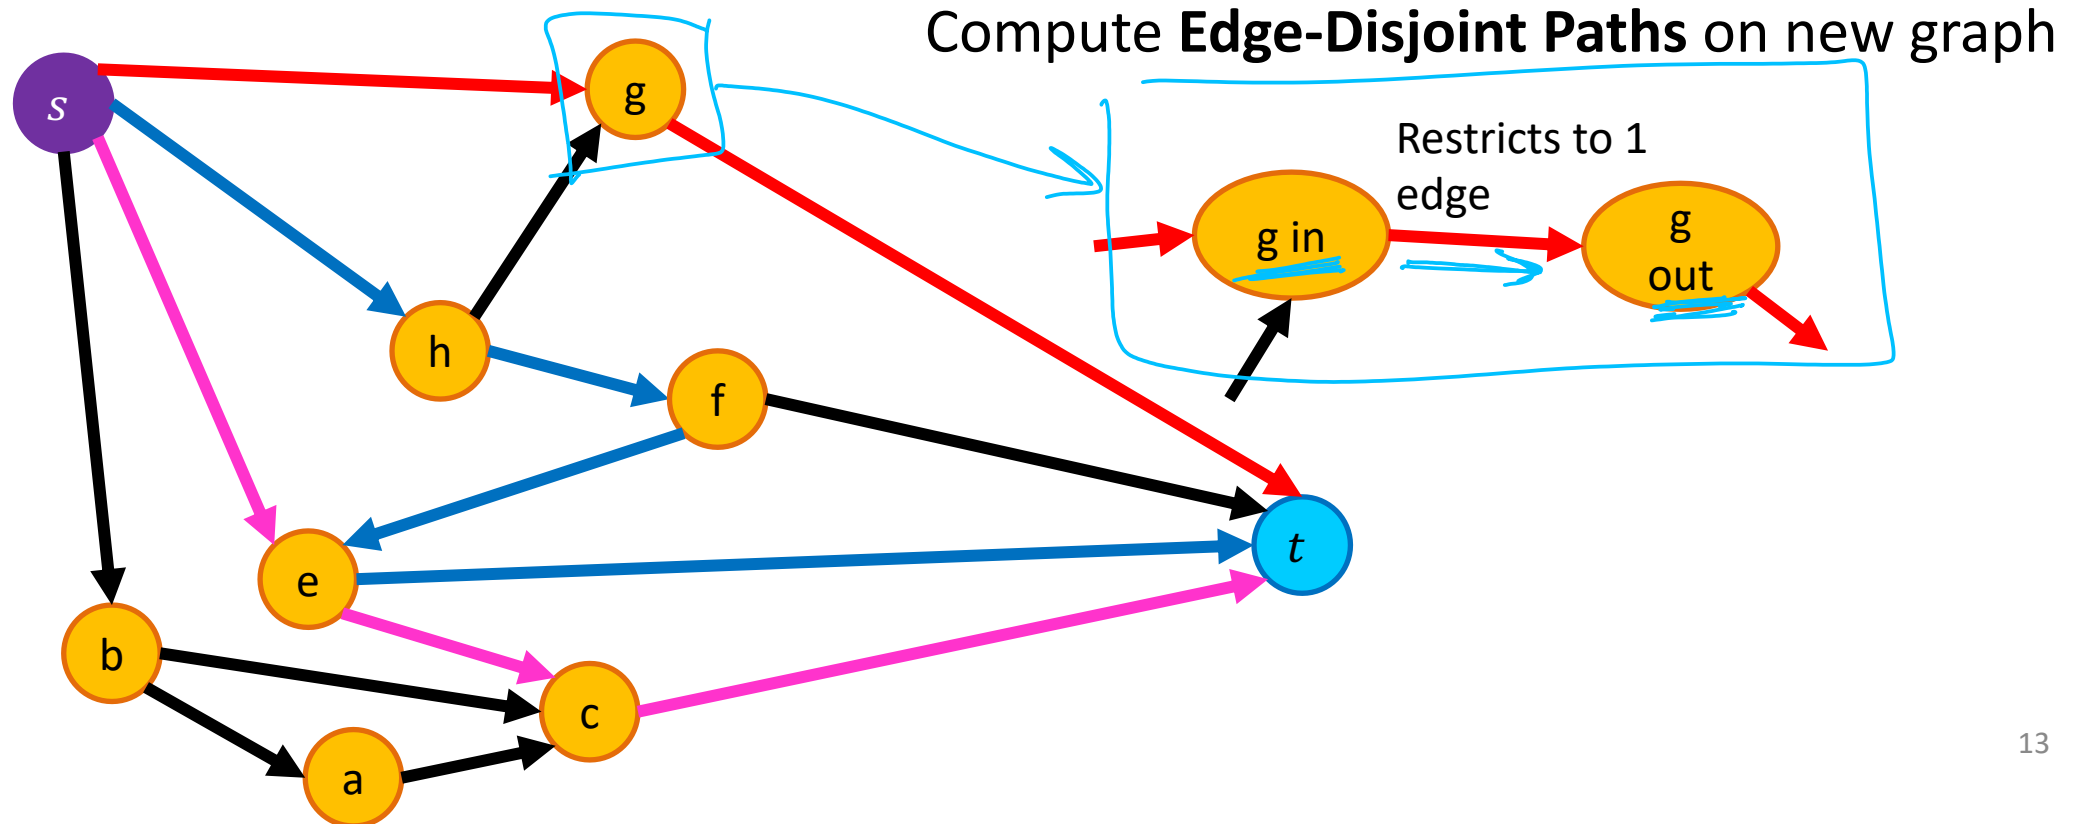 Compute Edge-Disjoint Paths on new graph
s
g
Restricts to 1
edge
g in
g
out
h
f
t
e
b
c
a
13